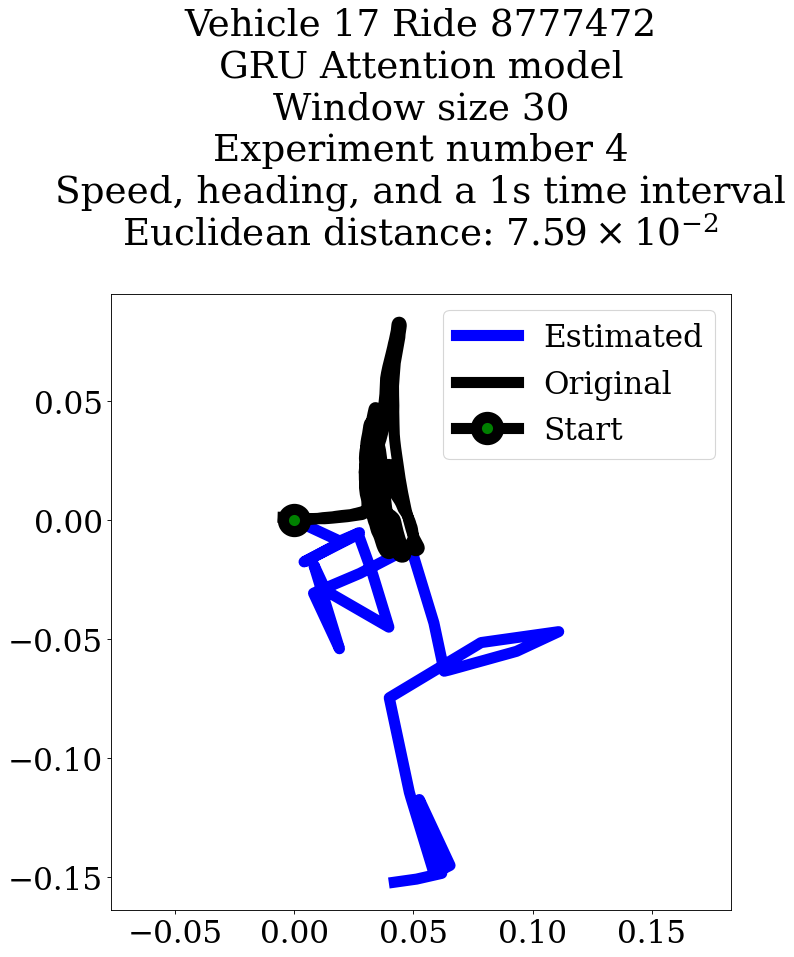 Vehicle 17 Ride 8777472
GRU Attention model
Window size 30
Experiment number 4
Speed, heading, and a 1s time interval
Euclidean distance: 7.59 × 10⁻²
Estimated
Original
Start
0.05
0.00
−0.05
−0.10
−0.15
−0.05 0.00 0.05 0.10 0.15